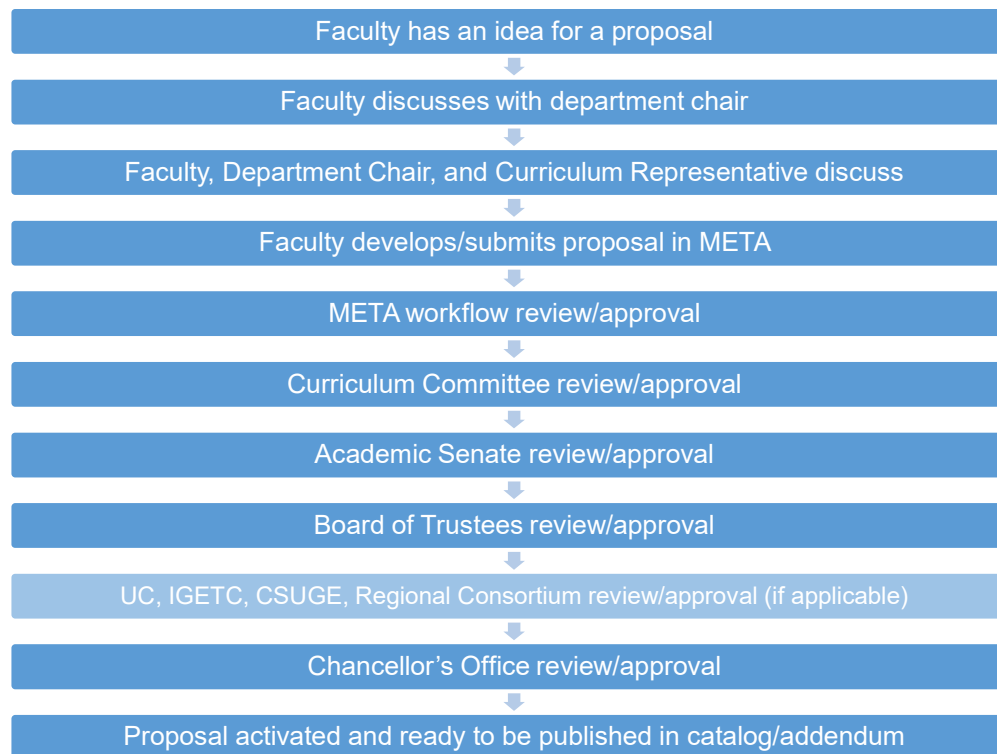 Faculty has an idea for a proposal
Faculty discusses with department chair
Faculty, Department Chair, and Curriculum Representative discuss
Faculty develops/submits proposal in META
META workflow review/approval
Curriculum Committee review/approval
Academic Senate review/approval
Board of Trustees review/approval
UC, IGETC, CSUGE, Regional Consortium review/approval (if applicable)
Chancellor’s Office review/approval
Proposal activated and ready to be published in catalog/addendum